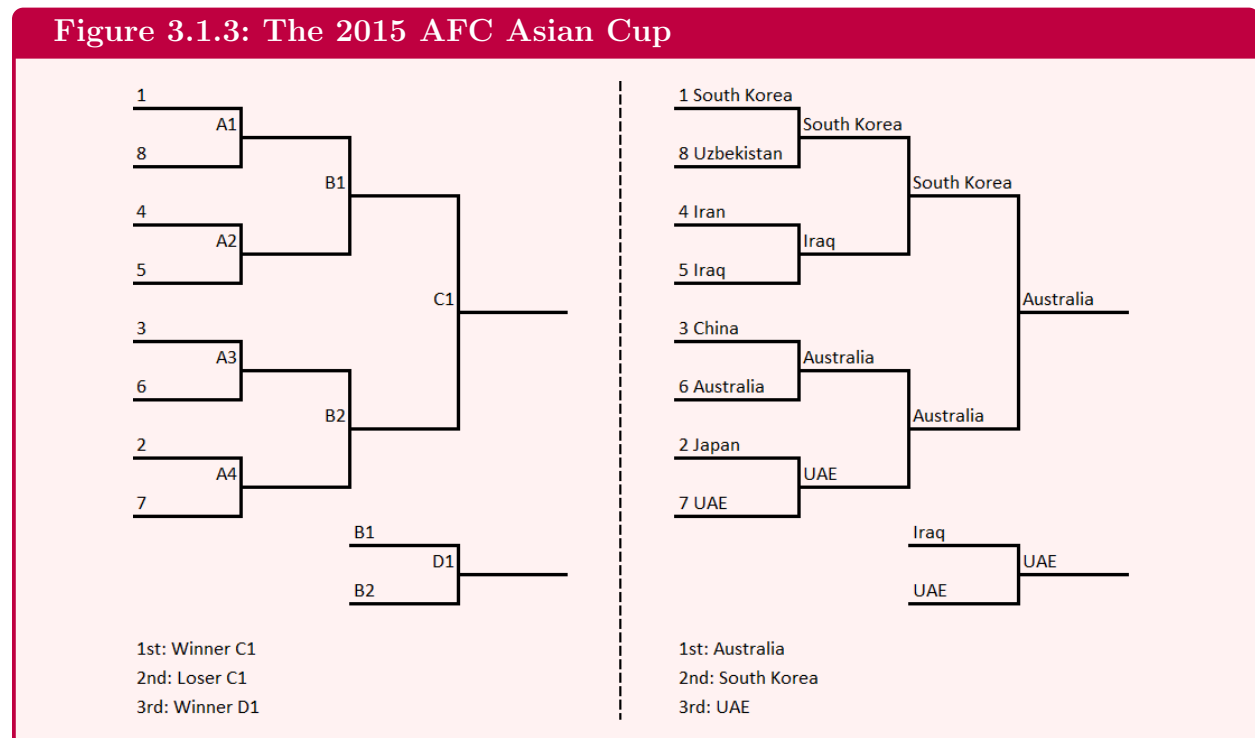 Figure 3.1.3: The 2015 AFC Asian Cup
1
A1
8
B1
4
A2
5
C1
3
A3
6
B2
2
A4
7
B1
D1
B2
1st: Winner C1
2nd: Loser C1
3rd: Winner D1
1 South Korea
South Korea
8 Uzbekistan
South Korea
4 Iran
Iraq
5 Iraq
Australia
3 China
Australia
6 Australia
Australia
2 Japan
UAE
7 UAE
Iraq
UAE
UAE
1st: Australia
2nd: South Korea
3rd: UAE